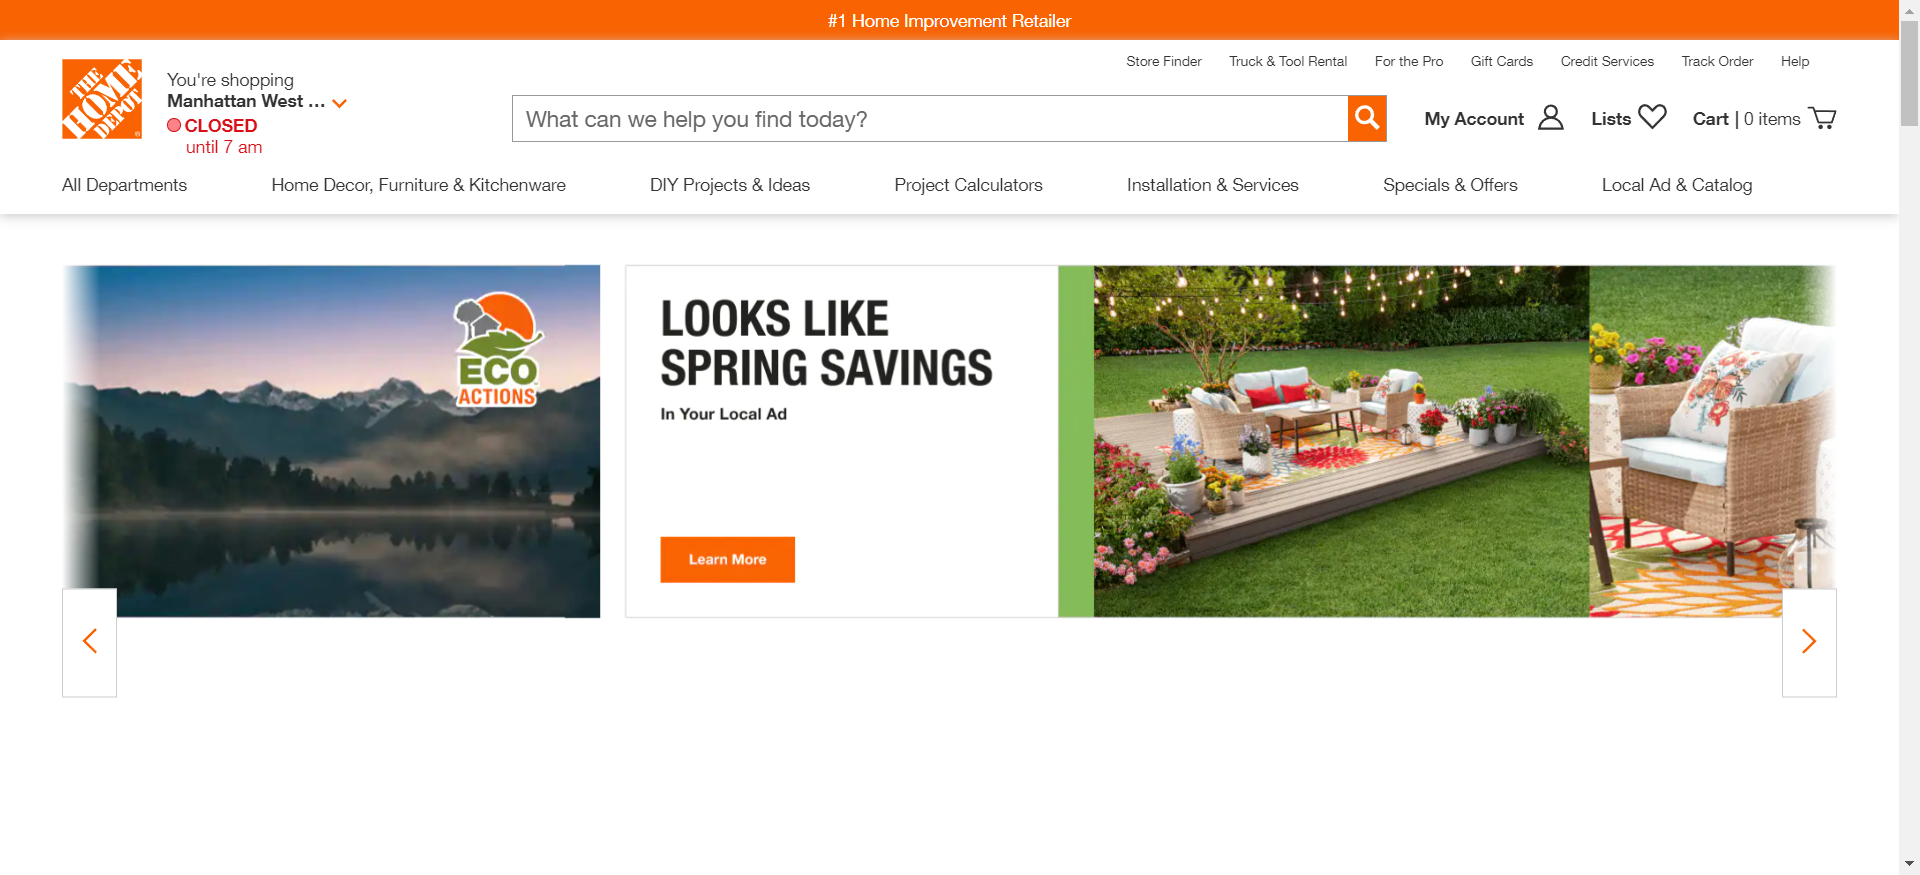 #1 Home Improvement Retailer
Store Finder
Truck & Tool Rental
For the Pro
Gift Cards
Credit Services
Track Order
Help
THE
HOME
DEPOT
You're shopping
Manhattan West ...
CLOSED
until 7 am
What can we help you find today?
My Account
Lists
Cart | 0 items
All Departments
Home Decor, Furniture & Kitchenware
DIY Projects & Ideas
Project Calculators
Installation & Services
Specials & Offers
Local Ad & Catalog
ECO
ACTIONS
LOOKS LIKE
SPRING SAVINGS
In Your Local Ad
Learn More